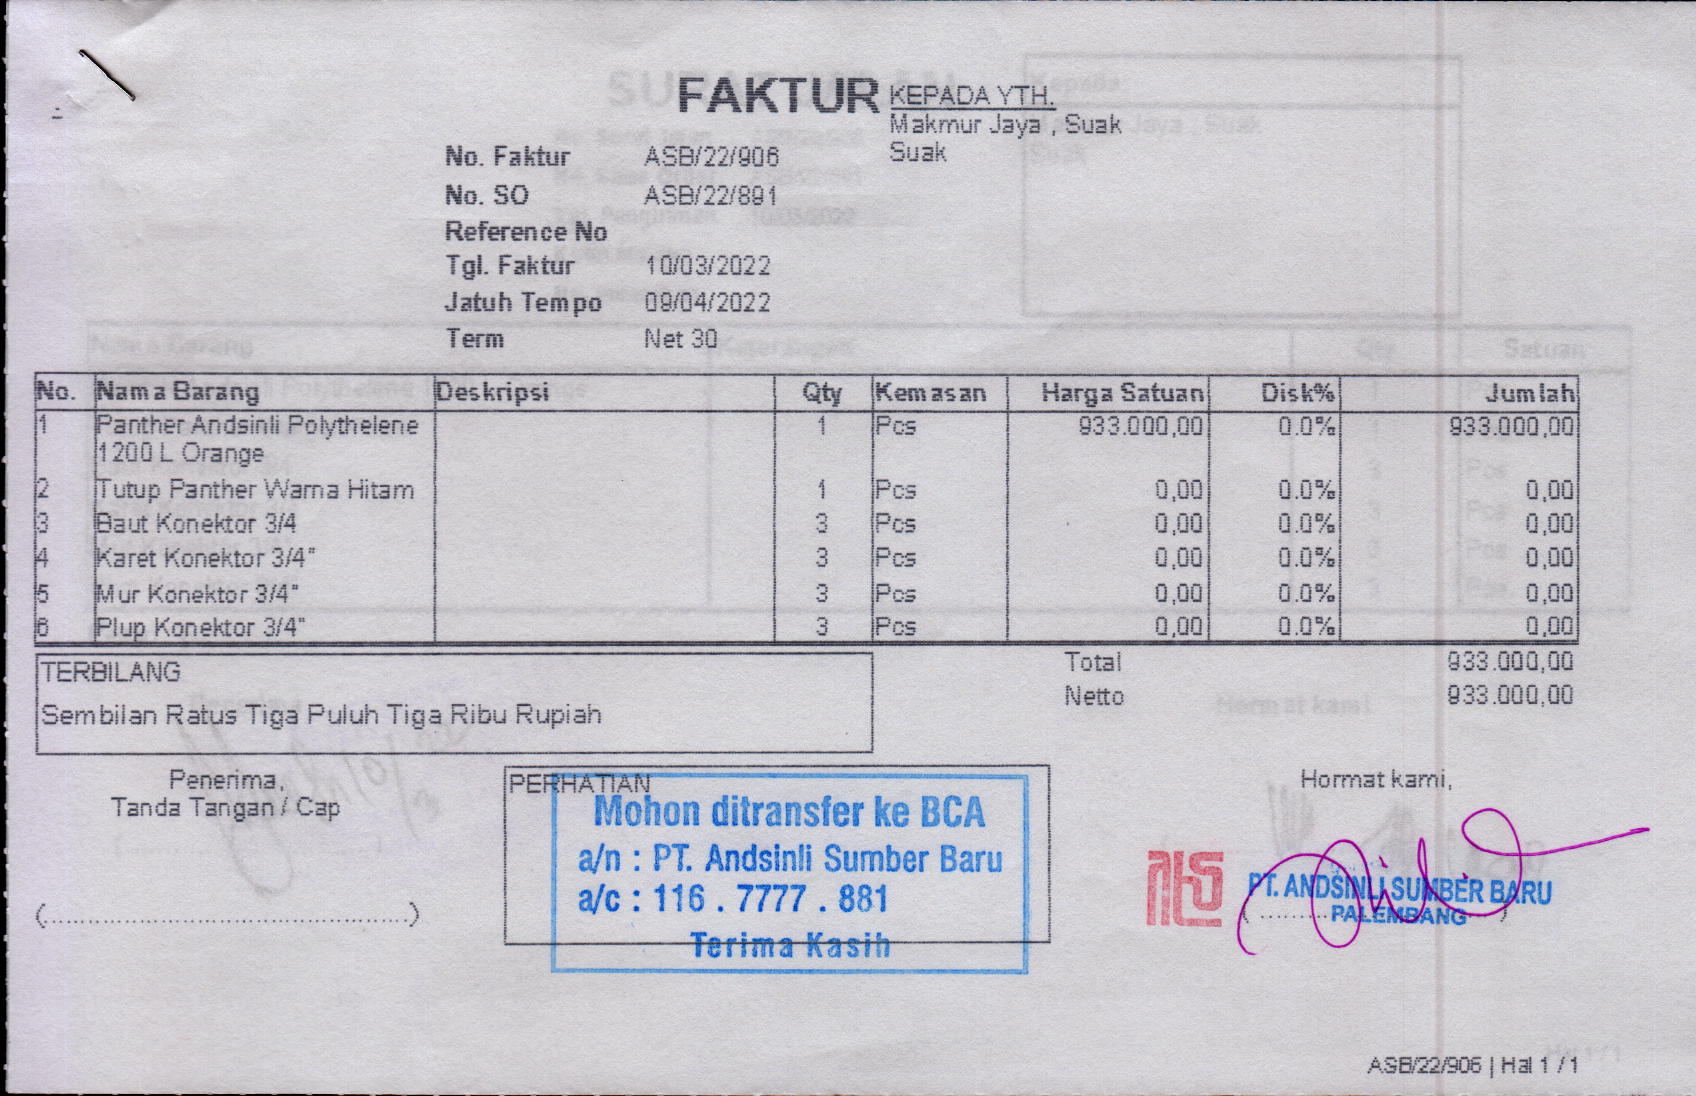 FAKTUR
KEPADA YTH.
Makmur Jaya , Suak
Suak
No. Faktur ASB/22/906
No. SO ASB/22/891
Reference No
Tgl. Faktur 10/03/2022
Jatuh Tempo 09/04/2022
Term Net 30
No. Nama Barang Deskripsi Qty Kemasan Harga Satuan Disk% Jumlah
1 Panther Andsinli Polythelene 1 Pcs 933.000,00 0.0% 933.000,00
1200 L Orange
2 Tutup Panther Warna Hitam 1 Pcs 0,00 0.0% 0,00
3 Baut Konektor 3/4 3 Pcs 0,00 0.0% 0,00
4 Karet Konektor 3/4" 3 Pcs 0,00 0.0% 0,00
5 Mur Konektor 3/4" 3 Pcs 0,00 0.0% 0,00
6 Plup Konektor 3/4" 3 Pcs 0,00 0.0% 0,00
Total 933.000,00
Netto 933.000,00
TERBILANG
Sembilan Ratus Tiga Puluh Tiga Ribu Rupiah
Penerima,
Tanda Tangan / Cap
(......................................)
PERHATIAN
Mohon ditransfer ke BCA
a/n : PT. Andsinli Sumber Baru
a/c : 116 . 7777 . 881
Terima Kasih
Hormat kami,
PT. ANDSINLI SUMBER BARU
PALEMBANG
ASB/22/906 | Hal 1 / 1